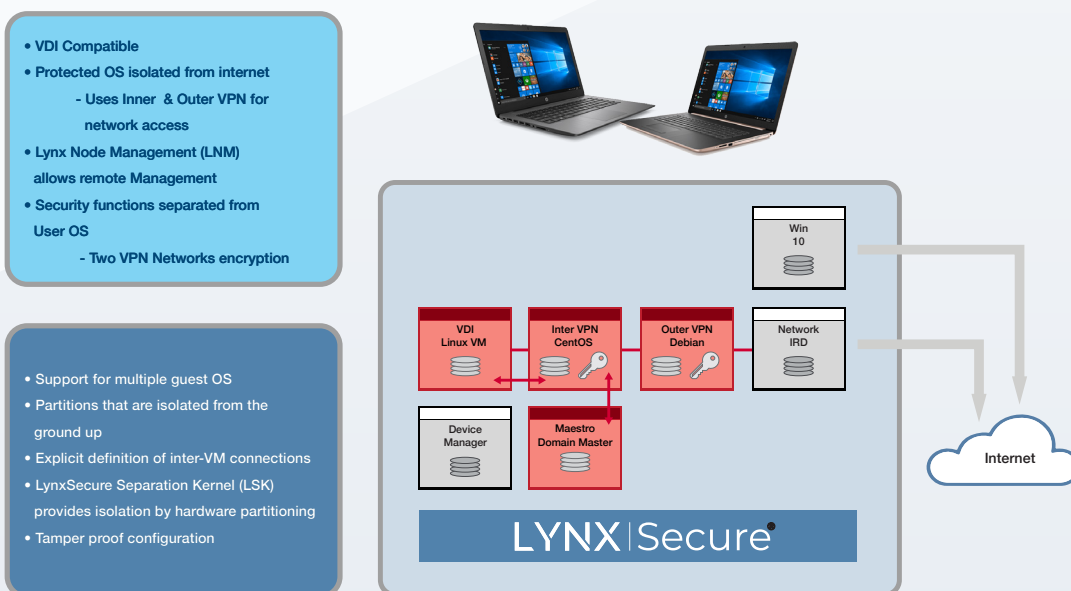 • VDI Compatible
• Protected OS isolated from internet
- Uses Inner & Outer VPN for
network access
• Lynx Node Management (LNM)
allows remote Management
• Security functions separated from
User OS
- Two VPN Networks encryption
• Support for multiple guest OS
• Partitions that are isolated from the
ground up
• Explicit definition of inter-VM connections
• LynxSecure Separation Kernel (LSK)
provides isolation by hardware partitioning
• Tamper proof configuration
Win
10
VDI
Linux VM
Inter VPN
CentOS
Outer VPN
Debian
Network
IRD
Device
Manager
Maestro
Domain Master
Internet
LYNX|Secure